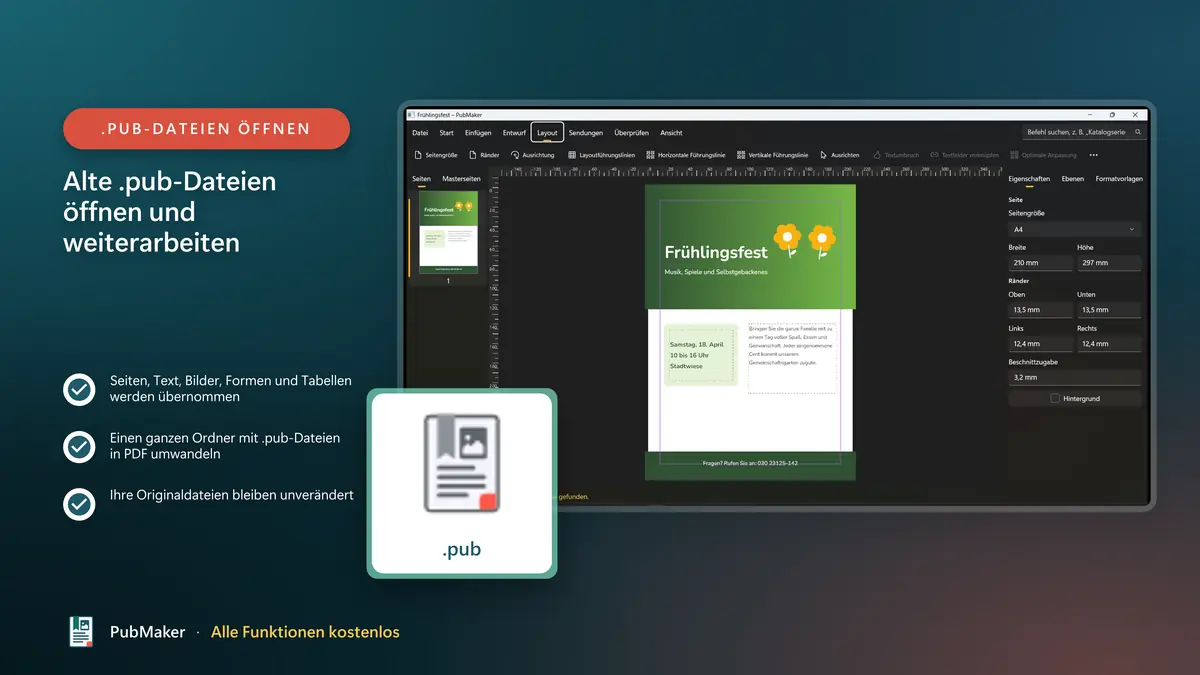 .PUB-DATEIEN ÖFFNEN
Alte .pub-Dateien
öffnen und
weiterarbeiten
Seiten, Text, Bilder, Formen und Tabellen
werden übernommen
Einen ganzen Ordner mit .pub-Dateien
in PDF umwandeln
Ihre Originaldateien bleiben unverändert
PubMaker · Alle Funktionen kostenlos
.pub
Frühlingsfest – PubMaker
Datei Start Einfügen Entwurf Layout Sendungen Überprüfen Ansicht
Befehl suchen, z. B. „Katalogserie
Seitengröße Ränder Ausrichtung Layoutführungslinien Horizontale Führungslinie Vertikale Führungslinie Ausrichten Textumbruch Textfelder verknüpfen Optimale Anpassung
Seiten Masterseiten
1
Frühlingsfest
Musik, Spiele und Selbstgebackenes
Samstag, 18. April
10 bis 16 Uhr
Stadtwiese
Bringen Sie die ganze Familie mit zu
einem Tag voller Spaß, Essen und
Gemeinschaft. Jeder eingenommene
Cent kommt unserem
Gemeinschaftsgarten zugute.
Fragen? Rufen Sie an: 030 23125-142
gefunden.
Eigenschaften Ebenen Formatvorlagen
Seite
Seitengröße
A4
Breite Höhe
210 mm 297 mm
Ränder
Oben Unten
13,5 mm 13,5 mm
Links Rechts
12,4 mm 12,4 mm
Beschnittzugabe
3,2 mm
Hintergrund